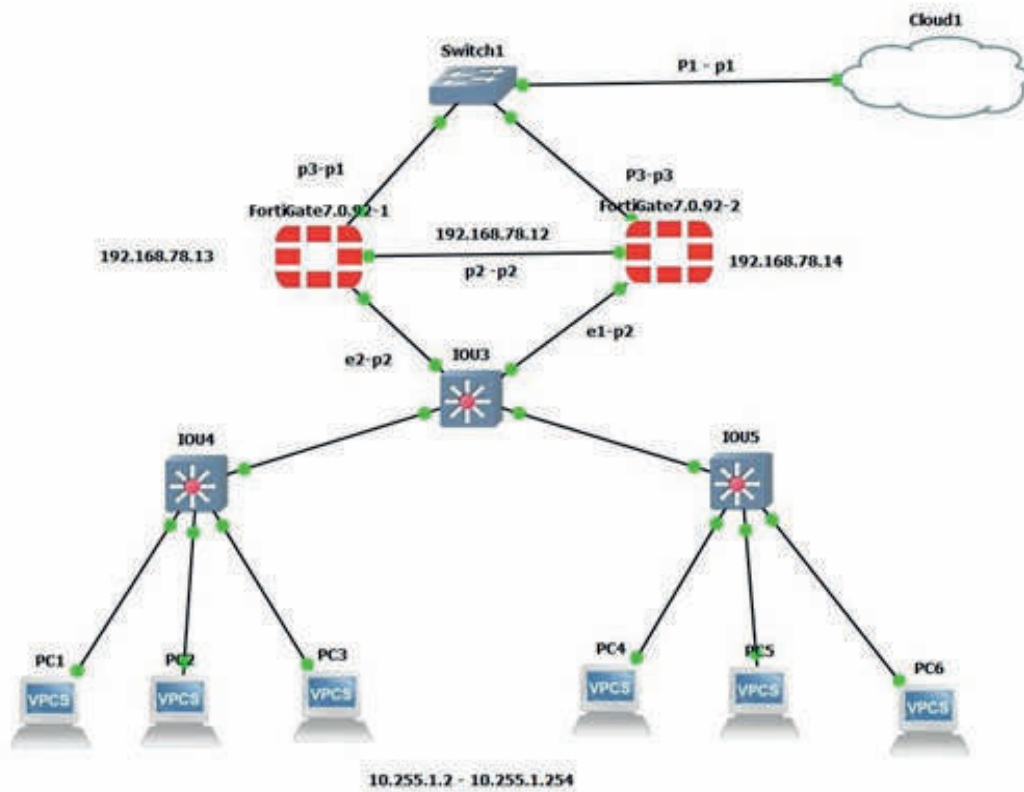 Cloud1
Switch1
P1 - p1
p3-p1
P3-p3
FortiGate7.0.92-1
FortiGate7.0.92-2
192.168.78.12
192.168.78.13
192.168.78.14
p2 -p2
e1-p2
e2-p2
IOU3
IOU4
IOU5
PC1
PC2
PC3
PC4
PC5
PC6
VPCS
VPCS
VPCS
VPCS
VPCS
VPCS
10.255.1.2 - 10.255.1.254